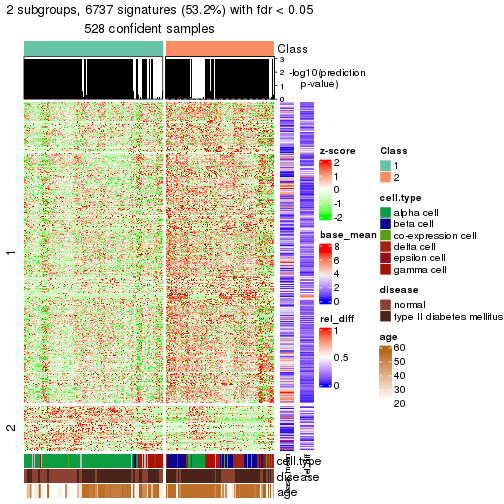 2 subgroups, 6737 signatures (53.2%) with fdr < 0.05
528 confident samples
Class
3
2
1
0
-log10(prediction
p-value)
1
2
z-score
2
1
0
-1
-2
base_mean
8
6
4
2
0
rel_diff
1
0.5
0
Class
1
2
cell.type
alpha cell
beta cell
co-expression cell
delta cell
epsilon cell
gamma cell
disease
normal
type II diabetes mellitus
age
60
50
40
30
20
cell.type
disease
age